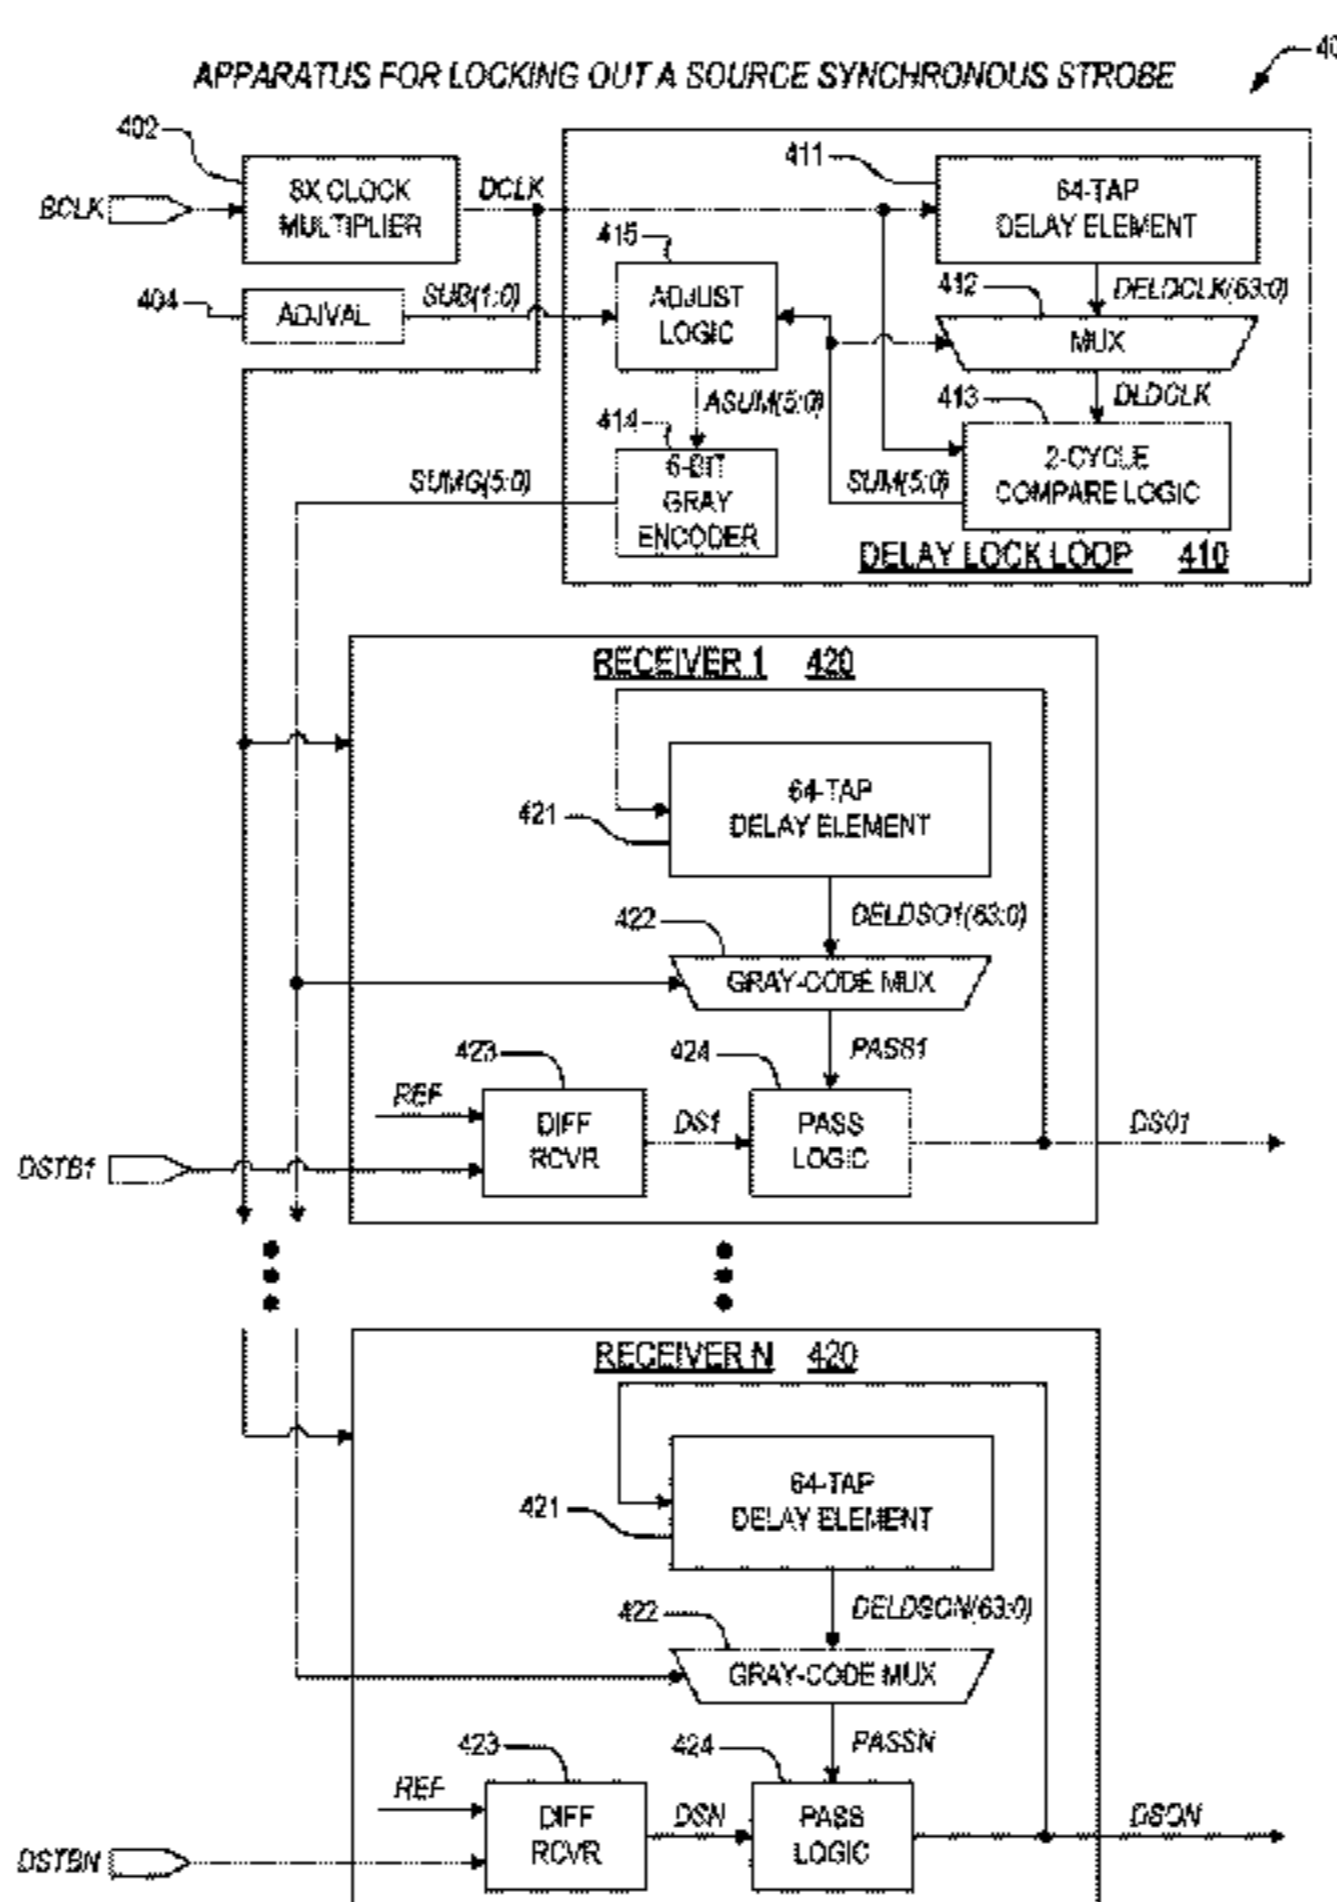 APPARATUS FOR LOCKING OUT A SOURCE SYNCHRONOUS STROBE
402
BCLK
8X CLOCK
MULTIPLIER
DCLK
404
ADJVAL
SUB(1:0)
415
ADJUST
LOGIC
ASUM(5:0)
414
6-BIT
GRAY
ENCODER
SUMG(5:0)
411
64-TAP
DELAY ELEMENT
DELDCLK(63:0)
412
MUX
DLDCLK
413
2-CYCLE
COMPARE LOGIC
SUM(5:0)
DELAY LOCK LOOP 410
RECEIVER 1 420
64-TAP
DELAY ELEMENT
421
DELDSO1(63:0)
422
GRAY-CODE MUX
PASS1
423
REF
DIFF
RCVR
DSTB1
DS1
424
PASS
LOGIC
DSO1
RECEIVER N 420
64-TAP
DELAY ELEMENT
421
DELDSON(63:0)
422
GRAY-CODE MUX
PASSN
423
REF
DIFF
RCVR
DSTBN
DSN
424
PASS
LOGIC
DSON